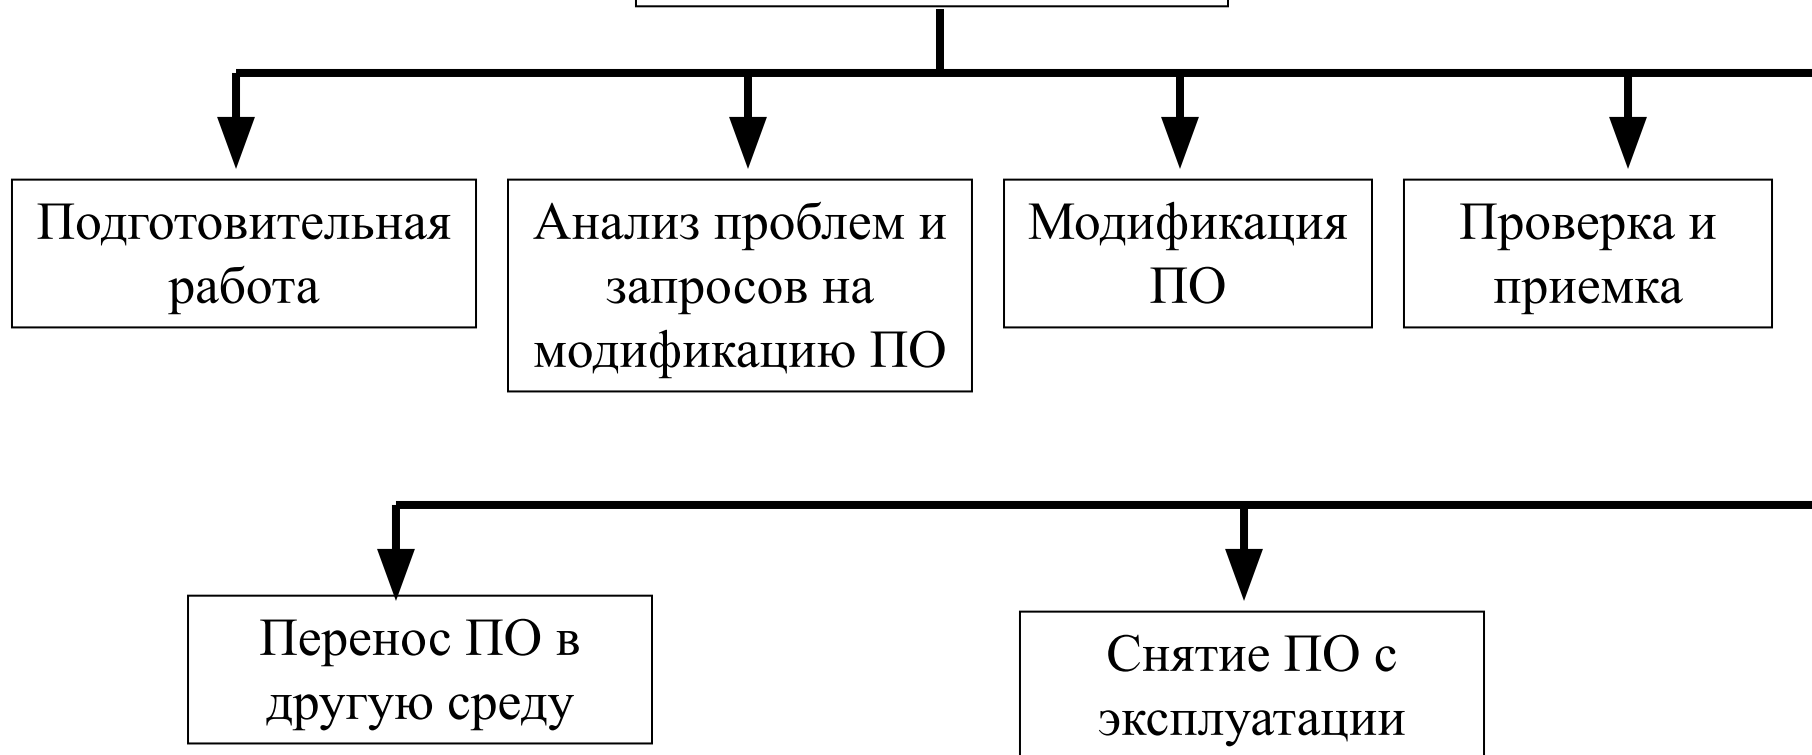 Подготовительная
работа
Анализ проблем и
запросов на
модификацию ПО
Модификация
ПО
Проверка и
приемка
Перенос ПО в
другую среду
Снятие ПО с
эксплуатации